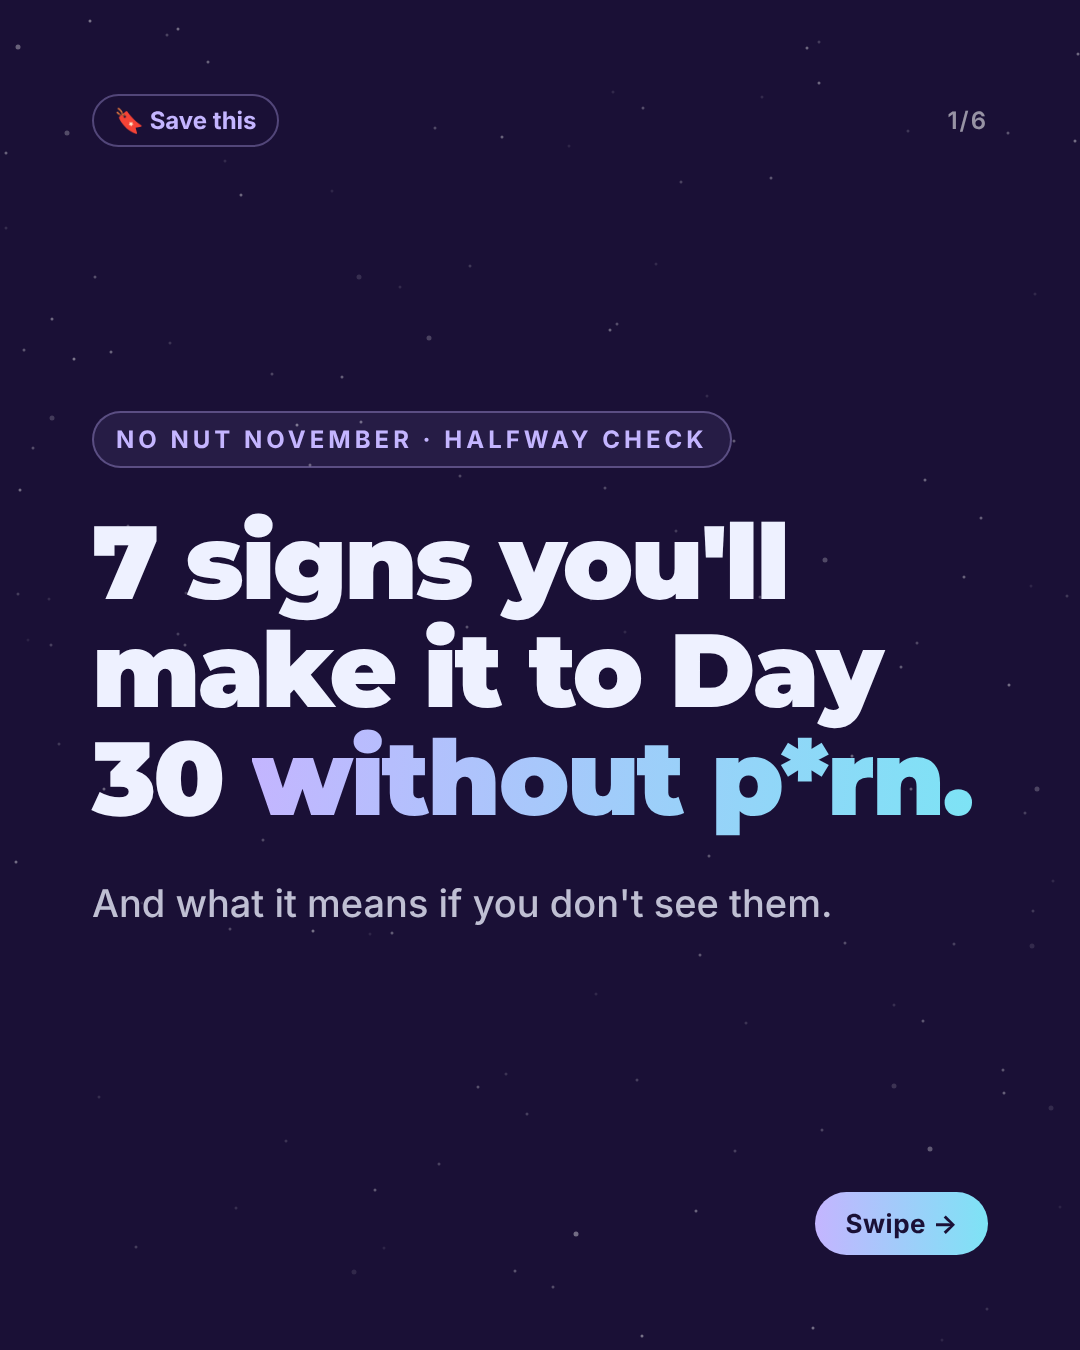 🔖 Save this
1/6
NO NUT NOVEMBER · HALFWAY CHECK
7 signs you'll
make it to Day
30 without p*rn.
And what it means if you don't see them.
Swipe →